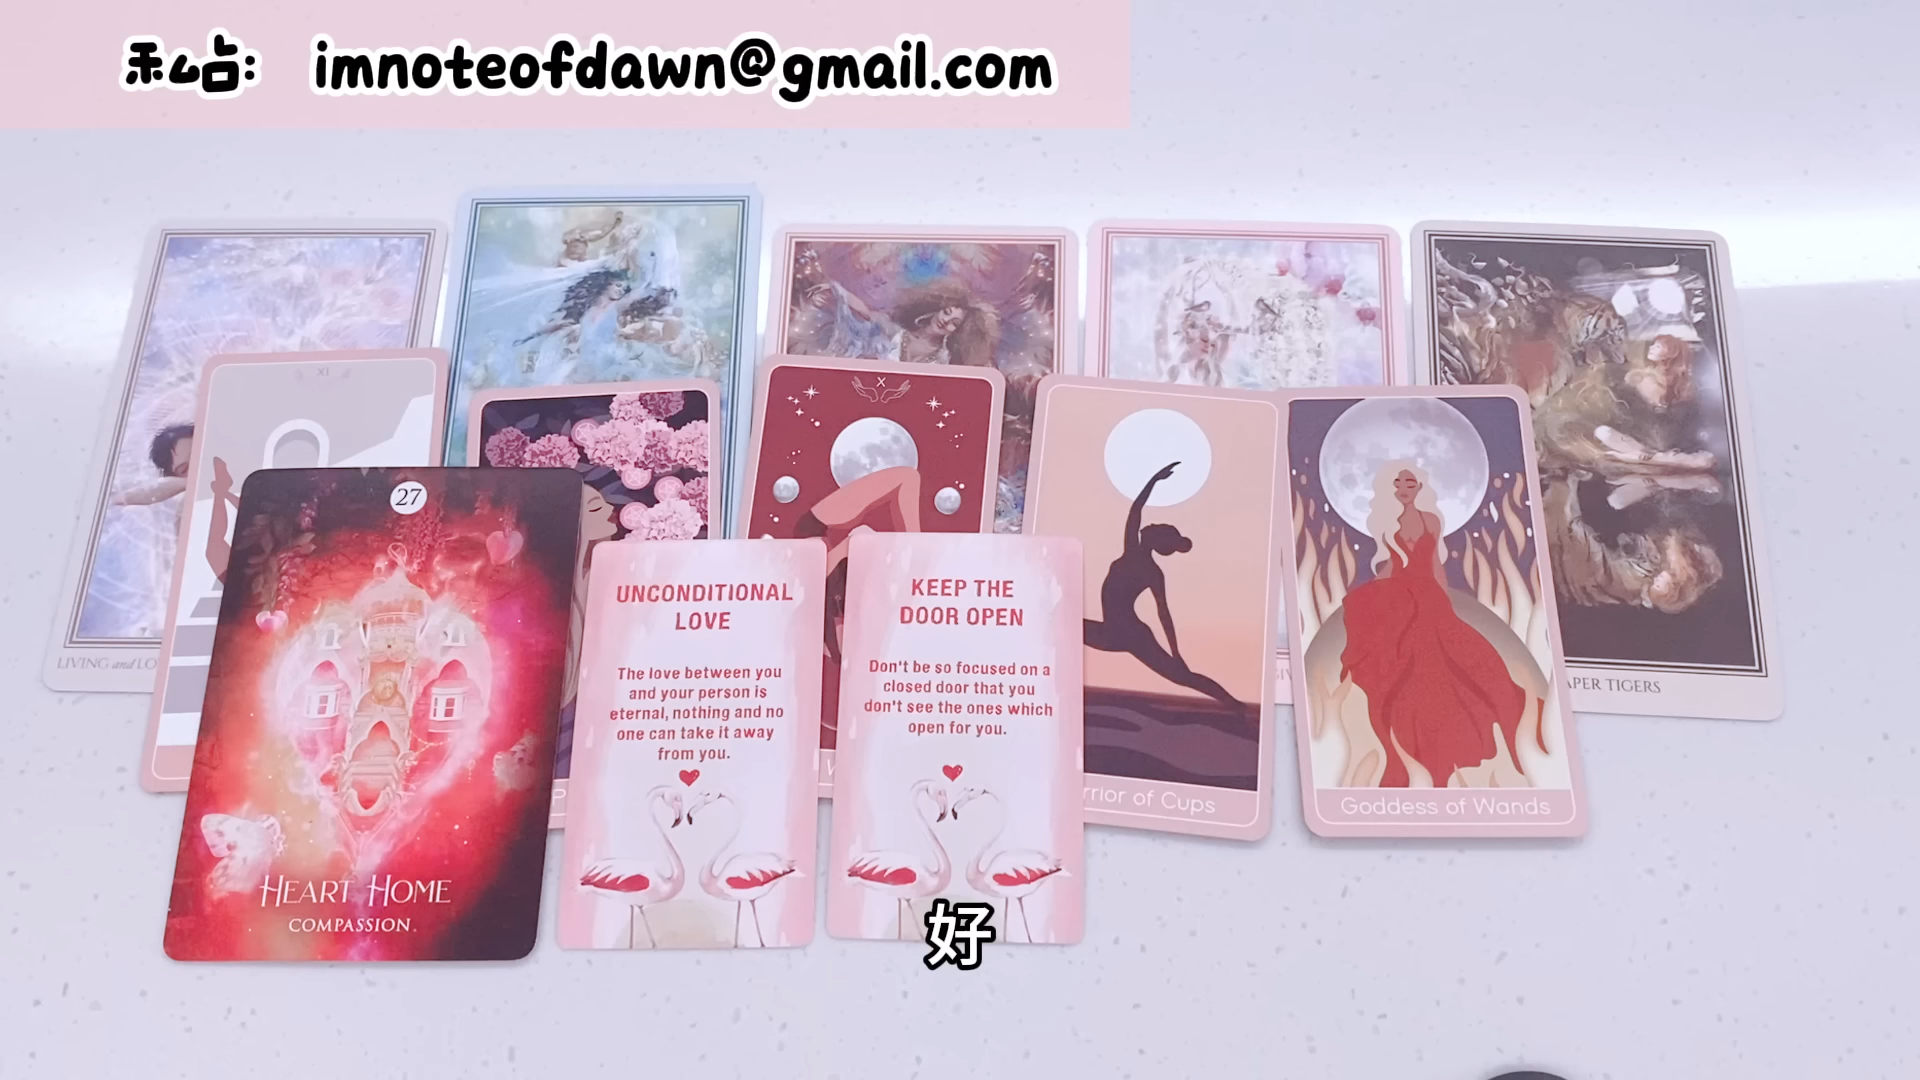 私占: imnoteofdawn@gmail.com
XI
X
27
UNCONDITIONAL
LOVE
The love between you
and your person is
eternal, nothing and no
one can take it away
from you.
KEEP THE
DOOR OPEN
Don't be so focused on a
closed door that you
don't see the ones which
open for you.
LIVING and LO
APER TIGERS
rrior of Cups
Goddess of Wands
HEART HOME
COMPASSION
好